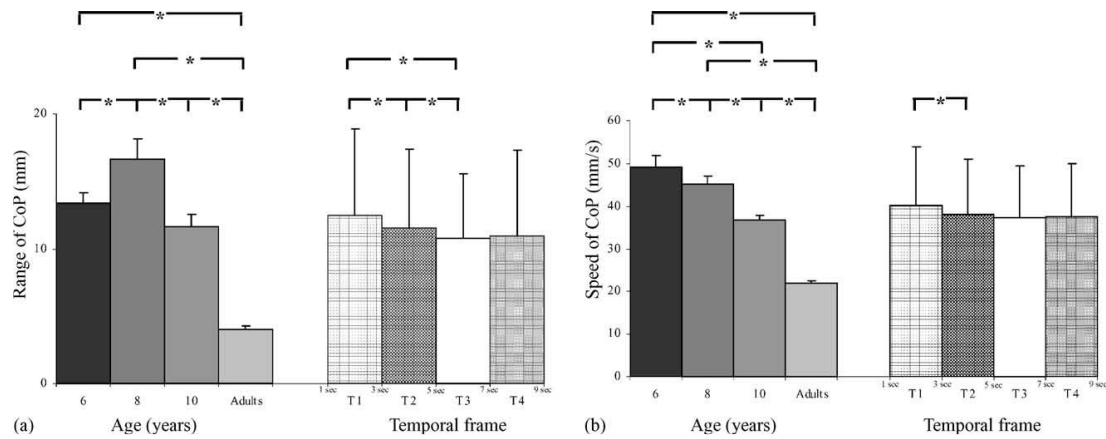 * *
* *
* * *
* * * * *
* * * * *
20
10
0
Range of CoP (mm)
6 8 10 Adults
1 sec 3 sec 5 sec 7 sec 9 sec
T1 T2 T3 T4
(a) Age (years) Temporal frame
60
50
40
30
20
10
0
Speed of CoP (mm/s)
6 8 10 Adults
1 sec 3 sec 5 sec 7 sec 9 sec
T1 T2 T3 T4
(b) Age (years) Temporal frame